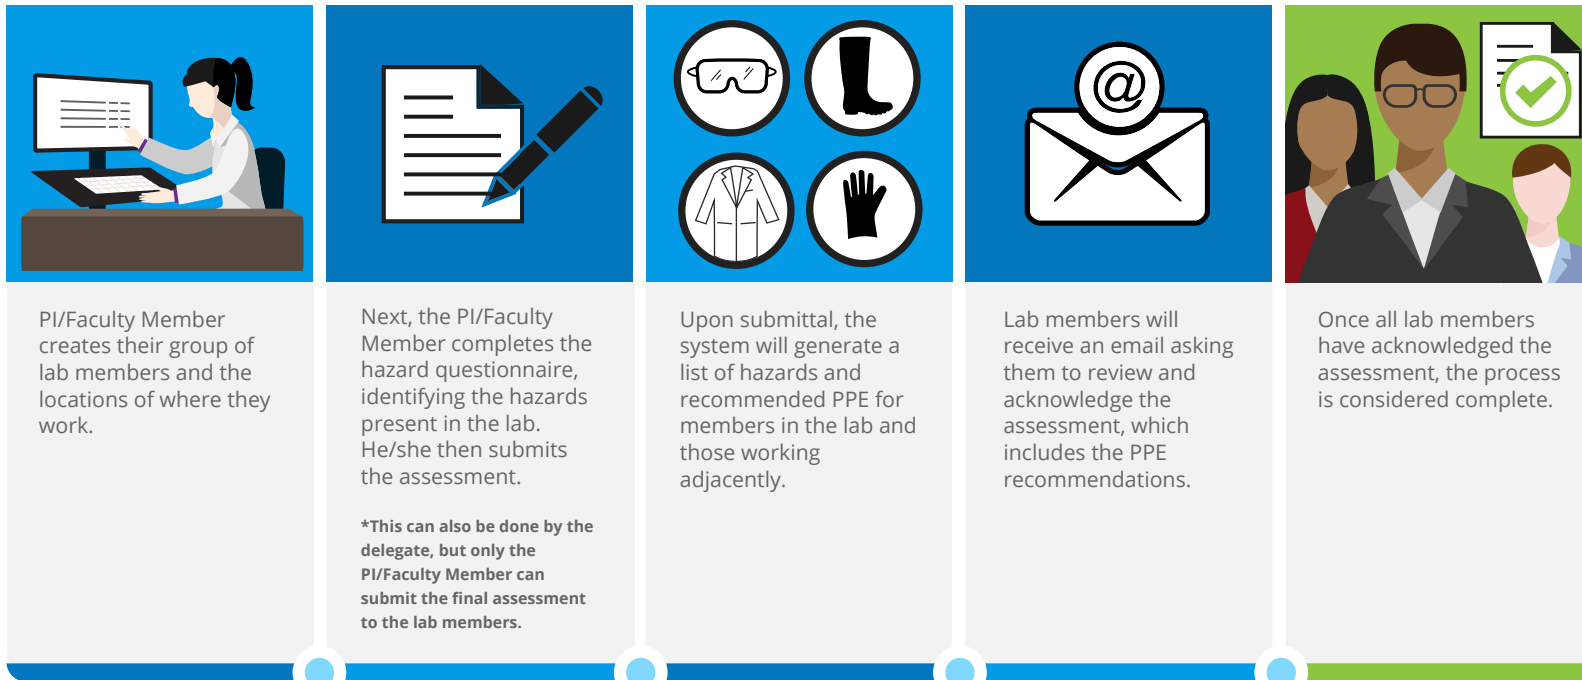 PI/Faculty Member
creates their group of
lab members and the
locations of where they
work.
Next, the PI/Faculty
Member completes the
hazard questionnaire,
identifying the hazards
present in the lab.
He/she then submits
the assessment.
*This can also be done by the
delegate, but only the
PI/Faculty Member can
submit the final assessment
to the lab members.
Upon submittal, the
system will generate a
list of hazards and
recommended PPE for
members in the lab and
those working
adjacently.
@
Lab members will
receive an email asking
them to review and
acknowledge the
assessment, which
includes the PPE
recommendations.
Once all lab members
have acknowledged the
assessment, the process
is considered complete.